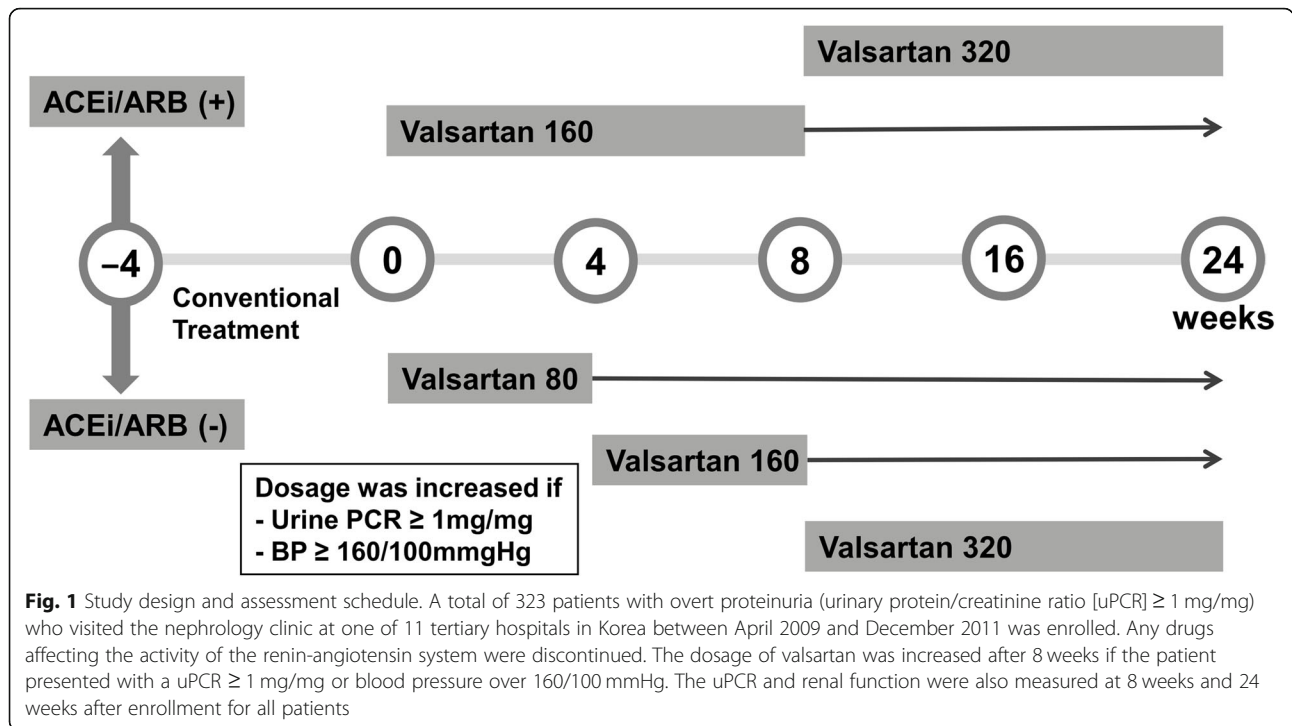 Valsartan 320
ACEi/ARB (+)
Valsartan 160
−4
0
4
8
16
24
Conventional
Treatment
weeks
Valsartan 80
ACEi/ARB (-)
Valsartan 160
Dosage was increased if
- Urine PCR ≥ 1mg/mg
- BP ≥ 160/100mmgHg
Valsartan 320
Fig. 1 Study design and assessment schedule. A total of 323 patients with overt proteinuria (urinary protein/creatinine ratio [uPCR] ≥ 1 mg/mg)
who visited the nephrology clinic at one of 11 tertiary hospitals in Korea between April 2009 and December 2011 was enrolled. Any drugs
affecting the activity of the renin-angiotensin system were discontinued. The dosage of valsartan was increased after 8 weeks if the patient
presented with a uPCR ≥ 1 mg/mg or blood pressure over 160/100 mmHg. The uPCR and renal function were also measured at 8 weeks and 24
weeks after enrollment for all patients